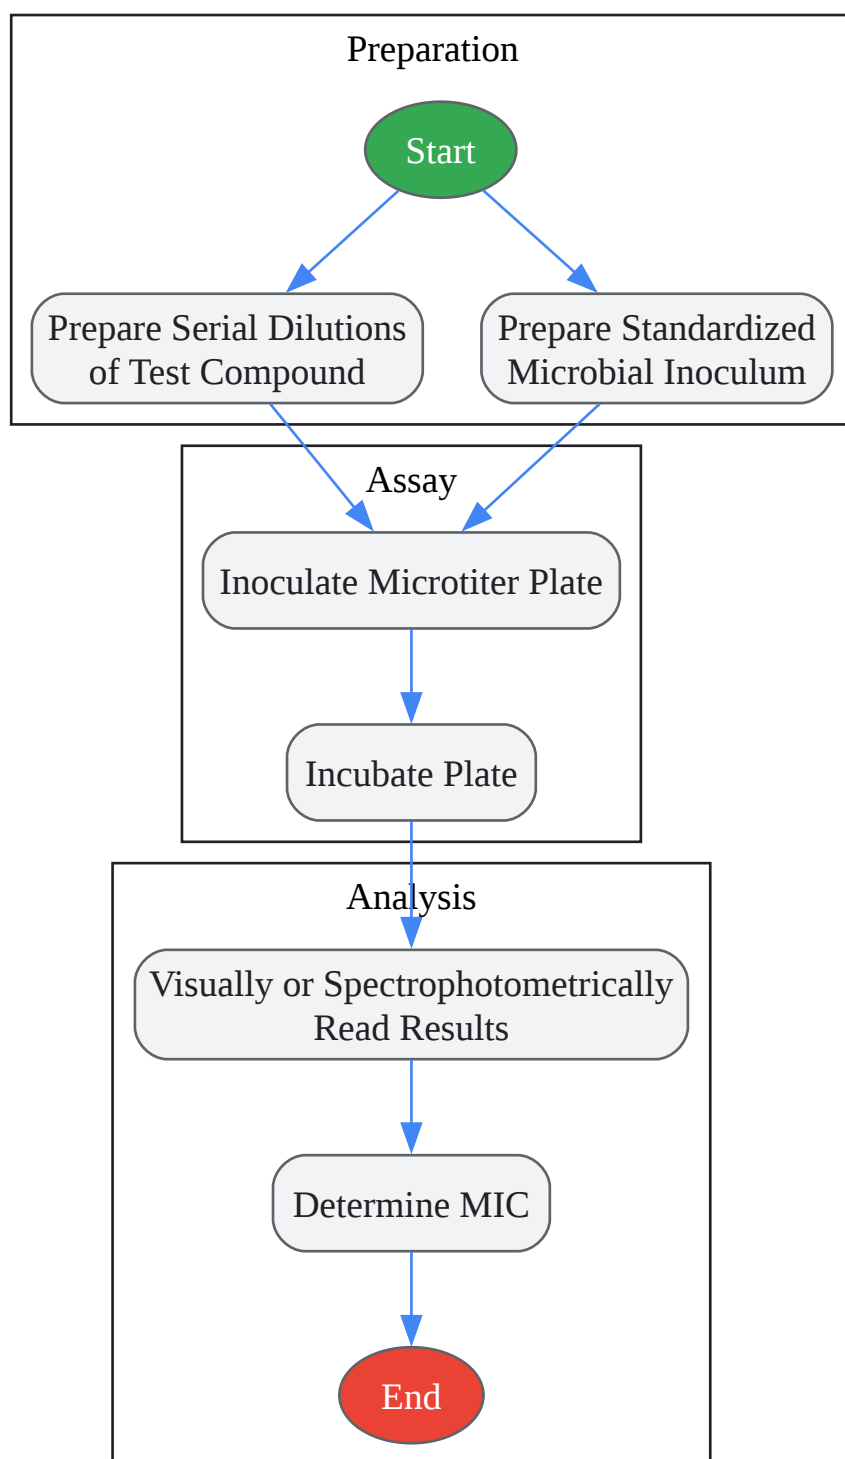 Preparation
Start
Prepare Serial Dilutions
of Test Compound
Prepare Standardized
Microbial Inoculum
Assay
Inoculate Microtiter Plate
Incubate Plate
Analysis
Visually or Spectrophotometrically
Read Results
Determine MIC
End